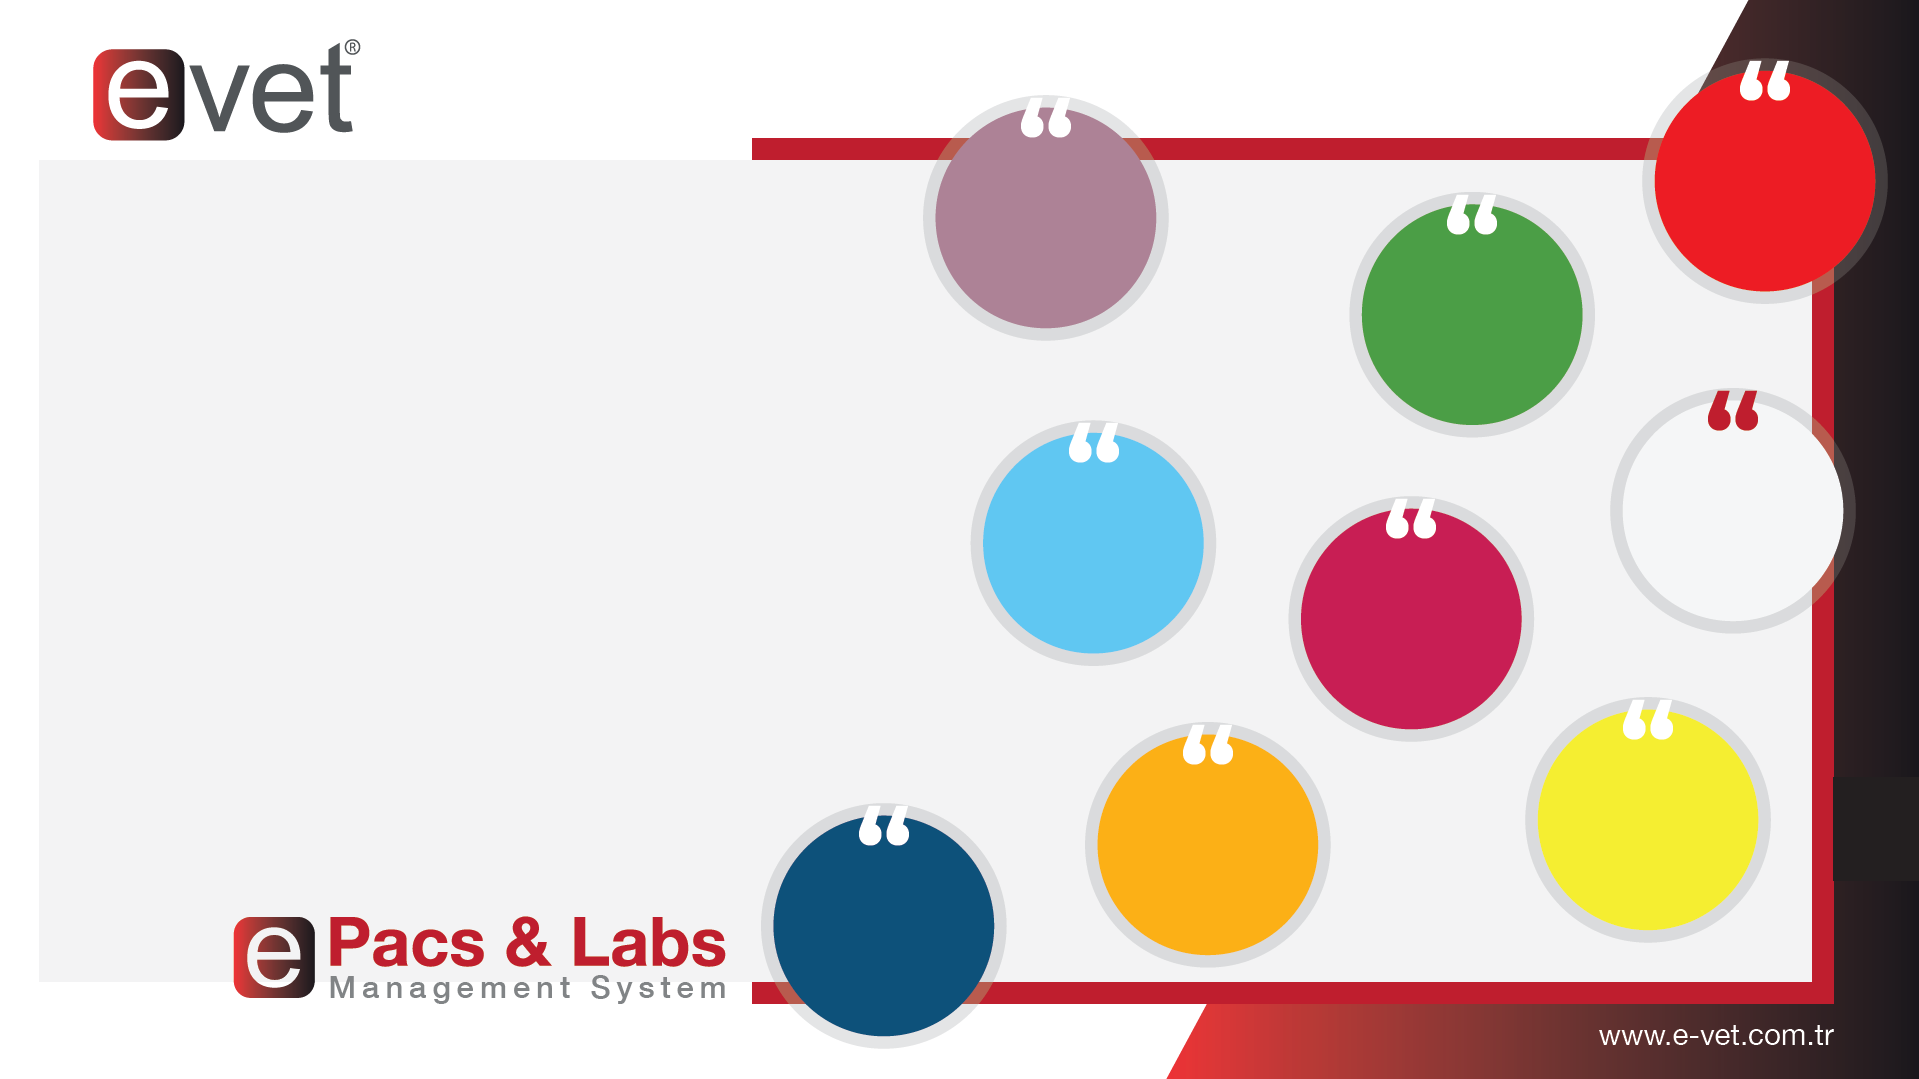 evet®
“
“
“
“
“
“
“
“
“
e Pacs & Labs
Management System
www.e-vet.com.tr